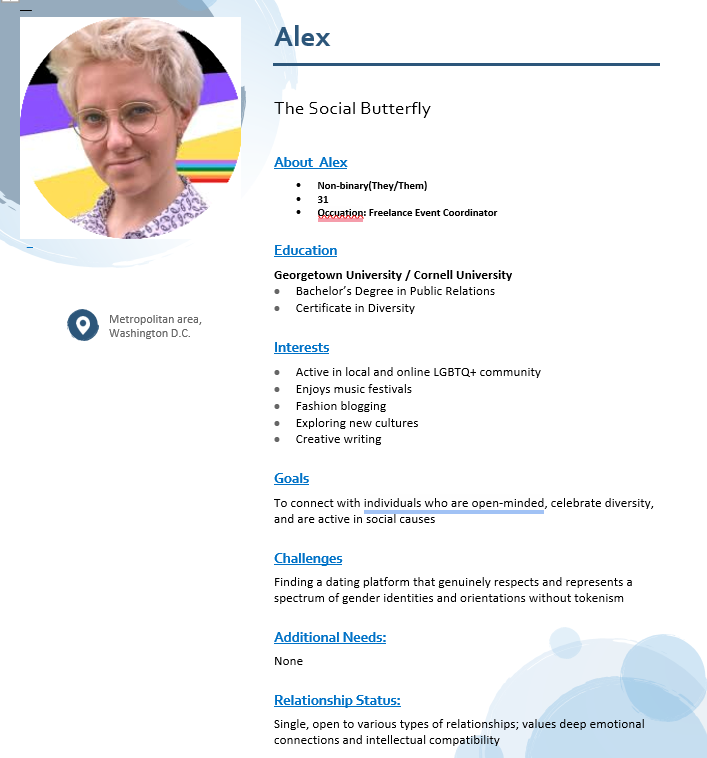 Alex
The Social Butterfly
About  Alex
Non-binary(They/Them)
31
Occuation: Freelance Event Coordinator
Education
Georgetown University / Cornell University
Bachelor's Degree in Public Relations
Certificate in Diversity
Metropolitan area,
Washington D.C.
Interests
Active in local and online LGBTQ+ community
Enjoys music festivals
Fashion blogging
Exploring new cultures
Creative writing
Goals
To connect with individuals who are open-minded, celebrate diversity,
and are active in social causes
Challenges
Finding a dating platform that genuinely respects and represents a
spectrum of gender identities and orientations without tokenism
Additional Needs:
None
Relationship Status:
Single, open to various types of relationships; values deep emotional
connections and intellectual compatibility